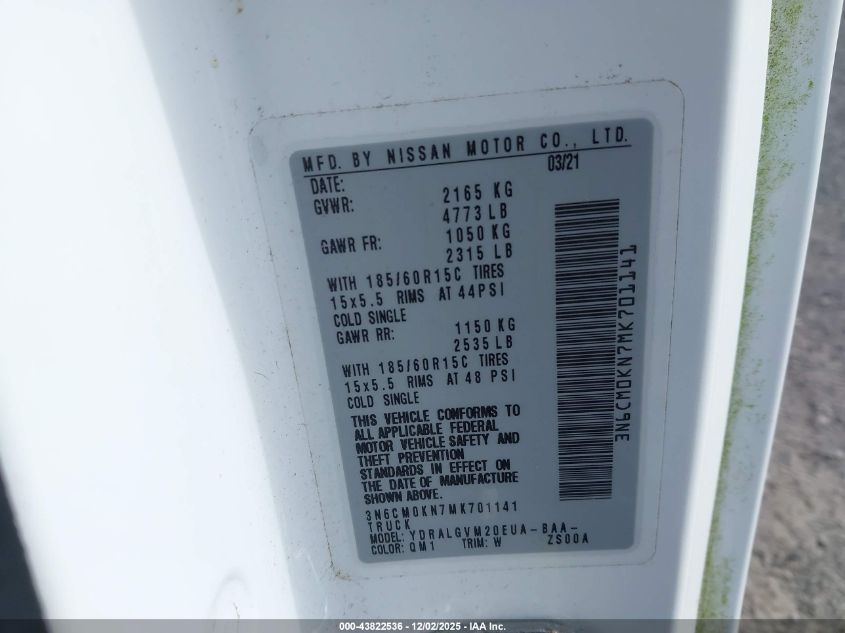 MFD. BY NISSAN MOTOR CO., LTD.
DATE: 03/21
GVWR: 2165 KG
4773 LB
GAWR FR: 1050 KG
2315 LB
WITH 185/60R15C TIRES
15x5.5 RIMS AT 44PSI
COLD SINGLE
GAWR RR: 1150 KG
2535 LB
WITH 185/60R15C TIRES
15x5.5 RIMS AT 48 PSI
COLD SINGLE
THIS VEHICLE CONFORMS TO
ALL APPLICABLE FEDERAL
MOTOR VEHICLE SAFETY AND
THEFT PREVENTION
STANDARDS IN EFFECT ON
THE DATE OF MANUFACTURE
SHOWN ABOVE.
3N6CM0KN7MK701141
TRUCK
MODEL: YDRALGVM20EUA-BAA-
COLOR: QM1 TRIM: W ZS00A
3N6CM0KN7MK701141
000-43822536 - 12/02/2025 - IAA Inc.